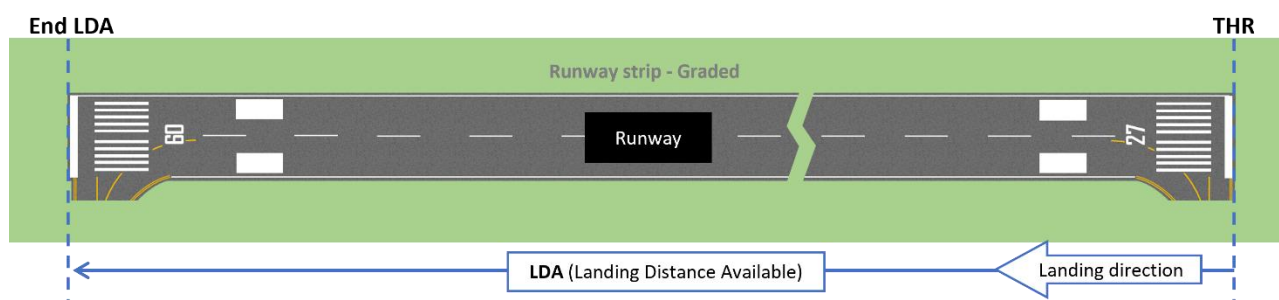 End LDA
THR
Runway strip - Graded
09
27
Runway
LDA (Landing Distance Available)
Landing direction